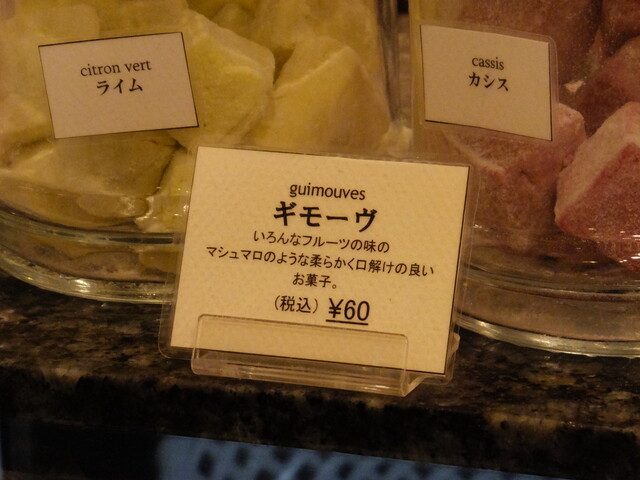 citron vert
ライム
cassis
カシス
guimouves
ギモーヴ
いろんなフルーツの味の
マシュマロのような柔らかく口解けの良い
お菓子。
（税込）¥60